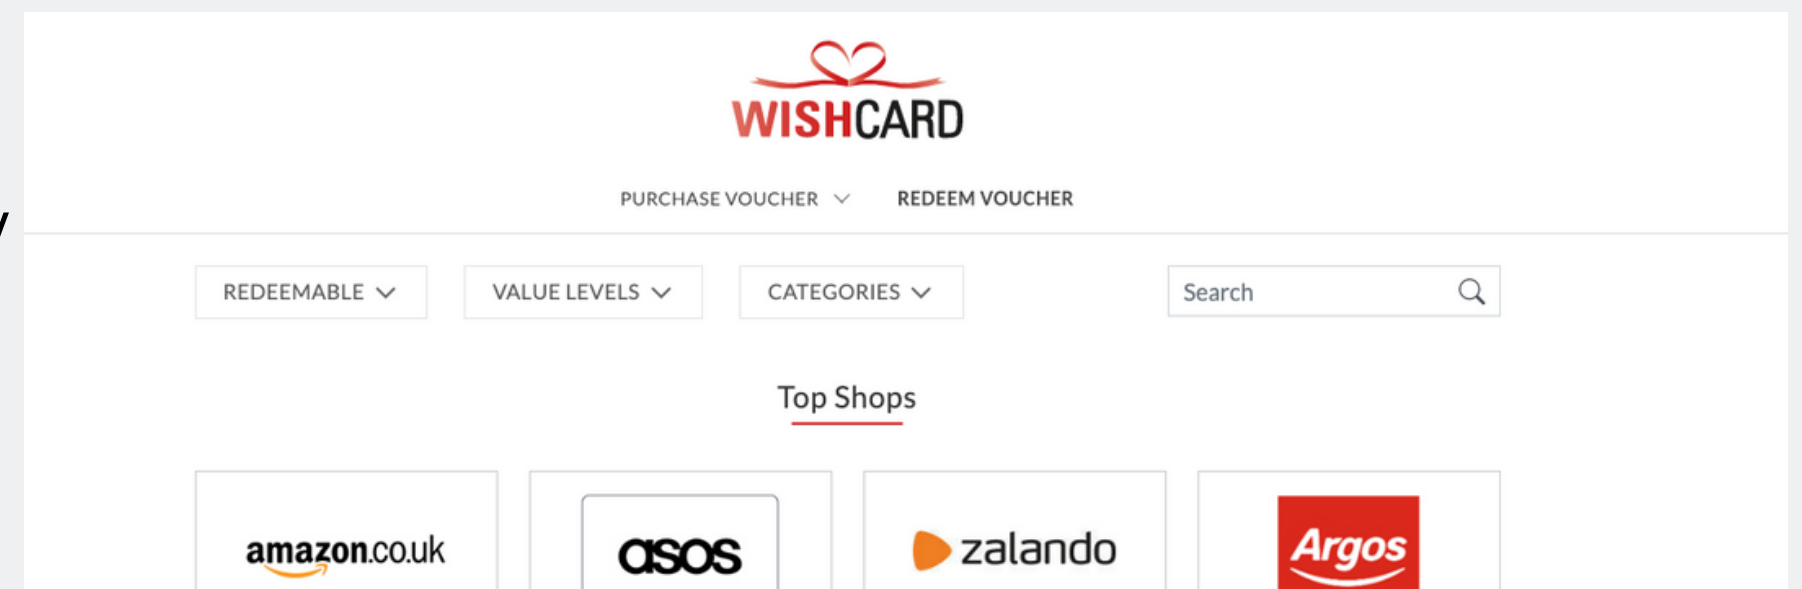 WISHCARD
PURCHASE VOUCHER REDEEM VOUCHER
y
REDEEMABLE VALUE LEVELS CATEGORIES Search
Top Shops
amazon.co.uk asos zalando Argos